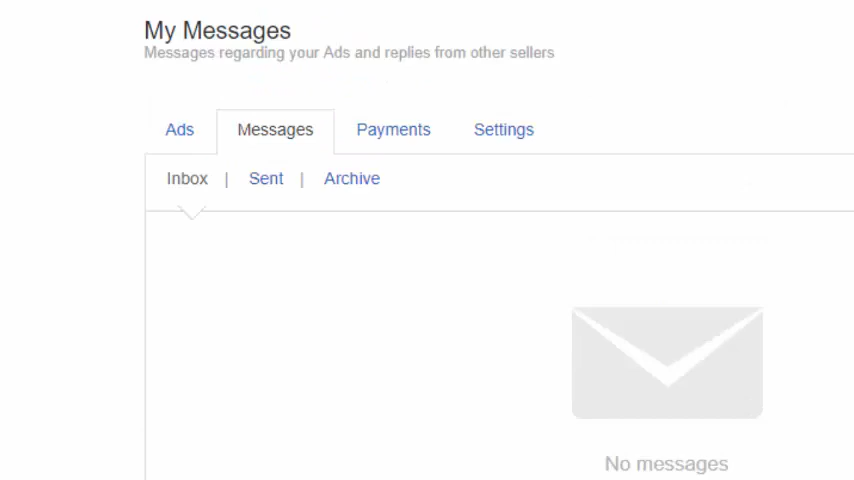 My Messages
Messages regarding your Ads and replies from other sellers
Ads Messages Payments Settings
Inbox | Sent | Archive
No messages